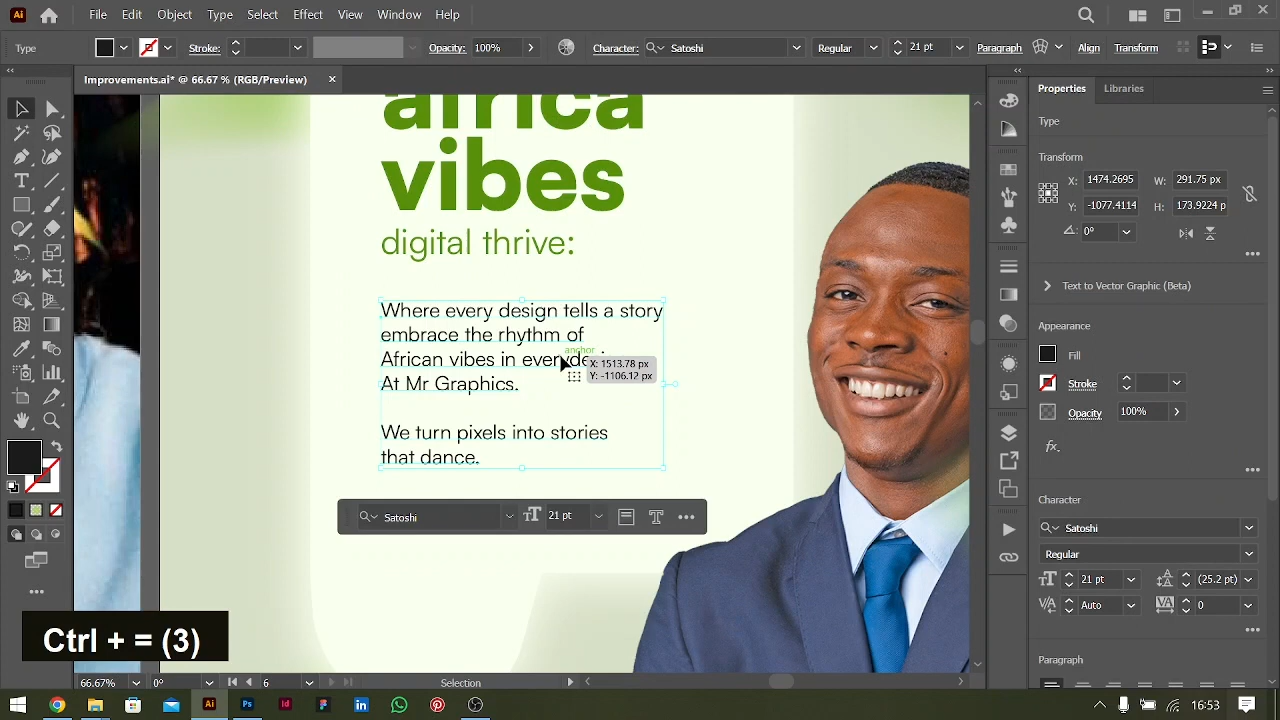 Ai
File
Edit
Object
Type
Select
Effect
View
Window
Help
Type
Stroke:
Opacity:
100%
Character:
Satoshi
Regular
21 pt
Paragraph
Align
Transform
Improvements.ai* @ 66.67 % (RGB/Preview)
africa
vibes
digital thrive:
Where every design tells a story
embrace the rhythm of
African vibes in everyde
At Mr Graphics.
We turn pixels into stories
that dance.
anchor
X: 1513.78 px
Y: -1106.12 px
Satoshi
21 pt
Ctrl + = (3)
66.67%
0°
6
Selection
Properties
Libraries
Type
Transform
X:
1474.2695
W:
291.75 px
Y:
-1077.4114
H:
173.9224 p
0°
Text to Vector Graphic (Beta)
Appearance
Fill
Stroke
Opacity
100%
fx.
Character
Satoshi
Regular
21 pt
(25.2 pt)
Auto
0
Paragraph
Ai
Ps
Id
16:53